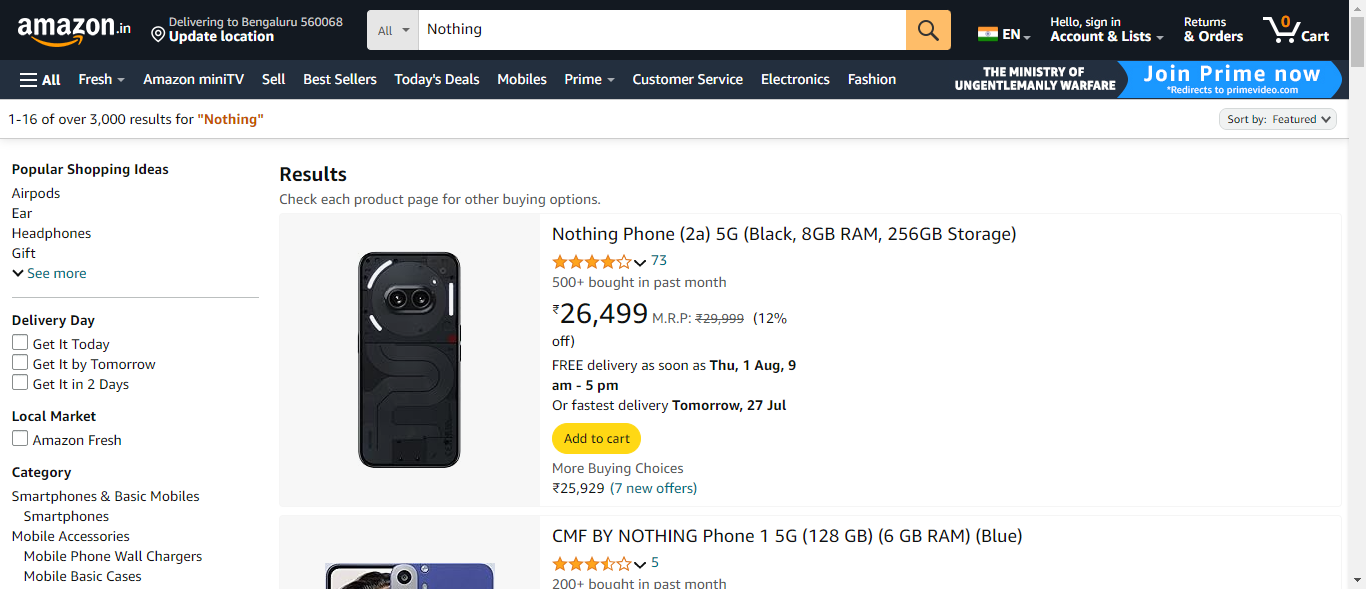 amazon.in
Delivering to Bengaluru 560068
Update location
All
Nothing
EN
Hello, sign in
Account & Lists
Returns
& Orders
0
Cart
All
Fresh
Amazon miniTV
Sell
Best Sellers
Today's Deals
Mobiles
Prime
Customer Service
Electronics
Fashion
THE MINISTRY OF
UNGENTLEMANLY WARFARE
Join Prime now
*Redirects to primevideo.com
1-16 of over 3,000 results for "Nothing"
Sort by: Featured
Popular Shopping Ideas
Airpods
Ear
Headphones
Gift
See more
Delivery Day
Get It Today
Get It by Tomorrow
Get It in 2 Days
Local Market
Amazon Fresh
Category
Smartphones & Basic Mobiles
Smartphones
Mobile Accessories
Mobile Phone Wall Chargers
Mobile Basic Cases
Results
Check each product page for other buying options.
Nothing Phone (2a) 5G (Black, 8GB RAM, 256GB Storage)
73
500+ bought in past month
₹26,499 M.R.P: ₹29,999 (12%
off)
FREE delivery as soon as Thu, 1 Aug, 9
am - 5 pm
Or fastest delivery Tomorrow, 27 Jul
Add to cart
More Buying Choices
₹25,929 (7 new offers)
CMF BY NOTHING Phone 1 5G (128 GB) (6 GB RAM) (Blue)
5
200+ bought in past month